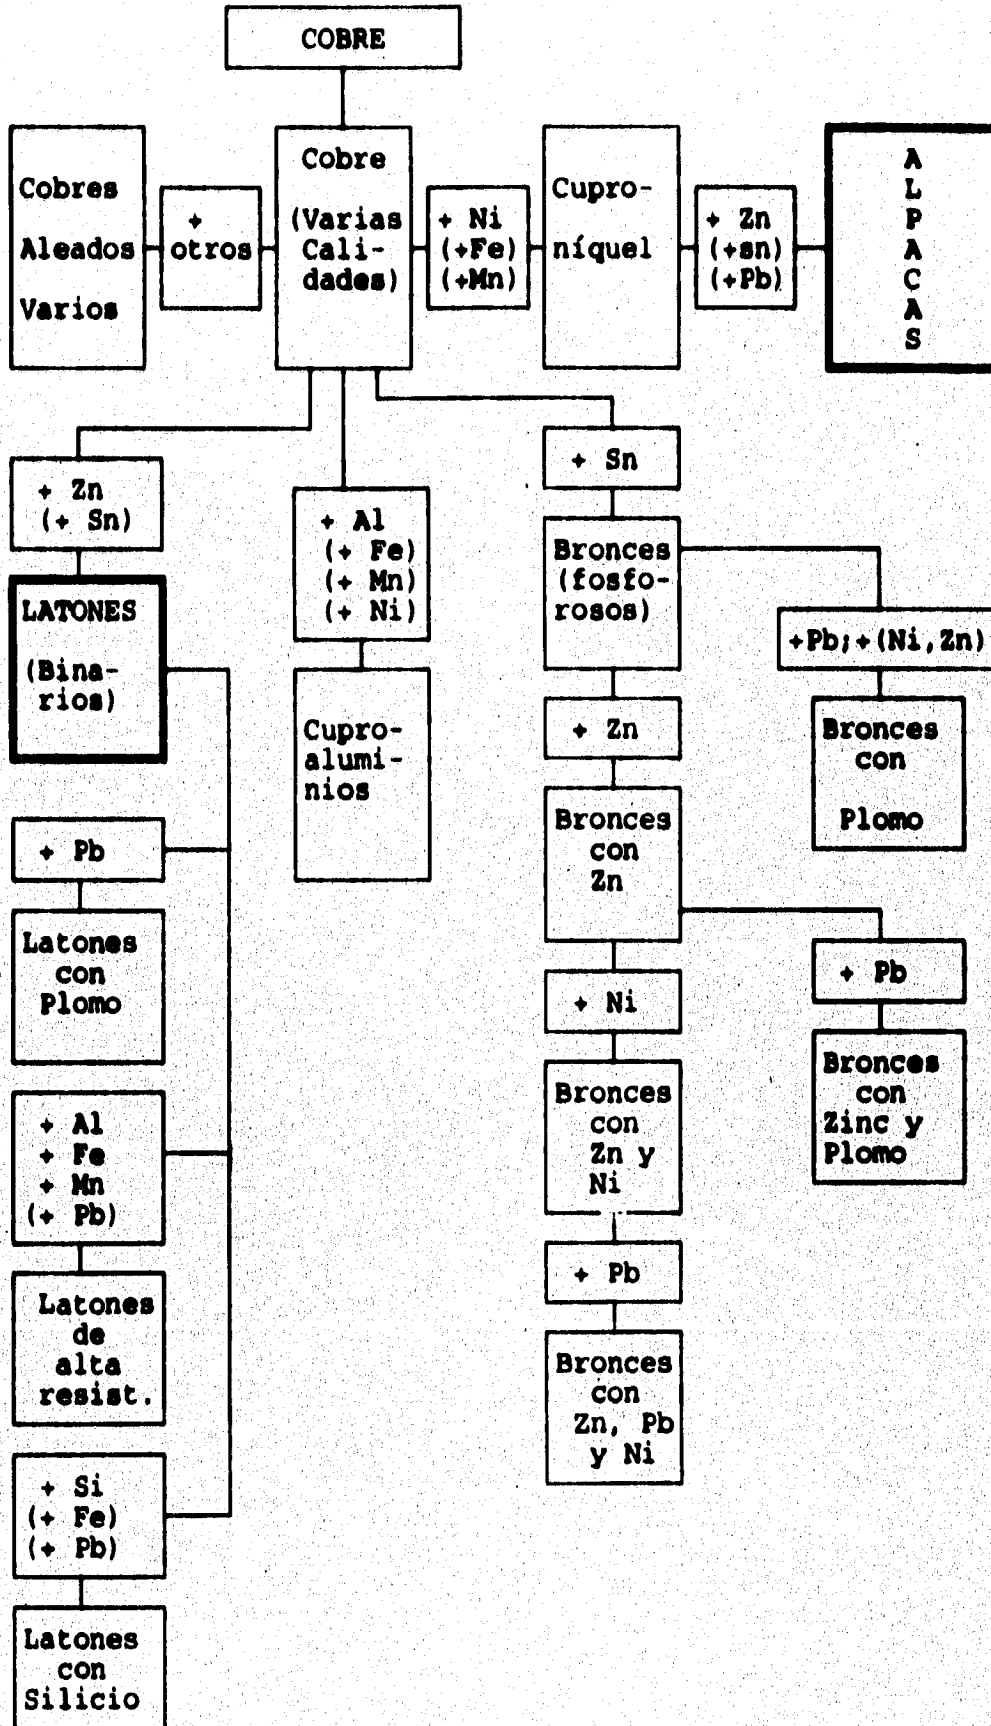 COBRE
Cobres
Aleados
Varios
+
otros
Cobre
(Varias
Cali-
dades)
+ Ni
(+Fe)
(+Mn)
Cupro-
níquel
+ Zn
(+sn)
(+Pb)
A
L
P
A
C
A
S
+ Zn
(+ Sn)
LATONES
(Bina-
rios)
+ Pb
Latones
con
Plomo
+ Al
+ Fe
+ Mn
(+ Pb)
Latones
de
alta
resist.
+ Si
(+ Fe)
(+ Pb)
Latones
con
Silicio
+ Al
(+ Fe)
(+ Mn)
(+ Ni)
Cupro-
alumi-
nios
+ Sn
Bronces
(fosfo-
rosos)
+ Zn
Bronces
con
Zn
+ Ni
Bronces
con
Zn y
Ni
+ Pb
Bronces
con
Zn, Pb
y Ni
+Pb;+(Ni,Zn)
Bronces
con
Plomo
+ Pb
Bronces
con
Zinc y
Plomo